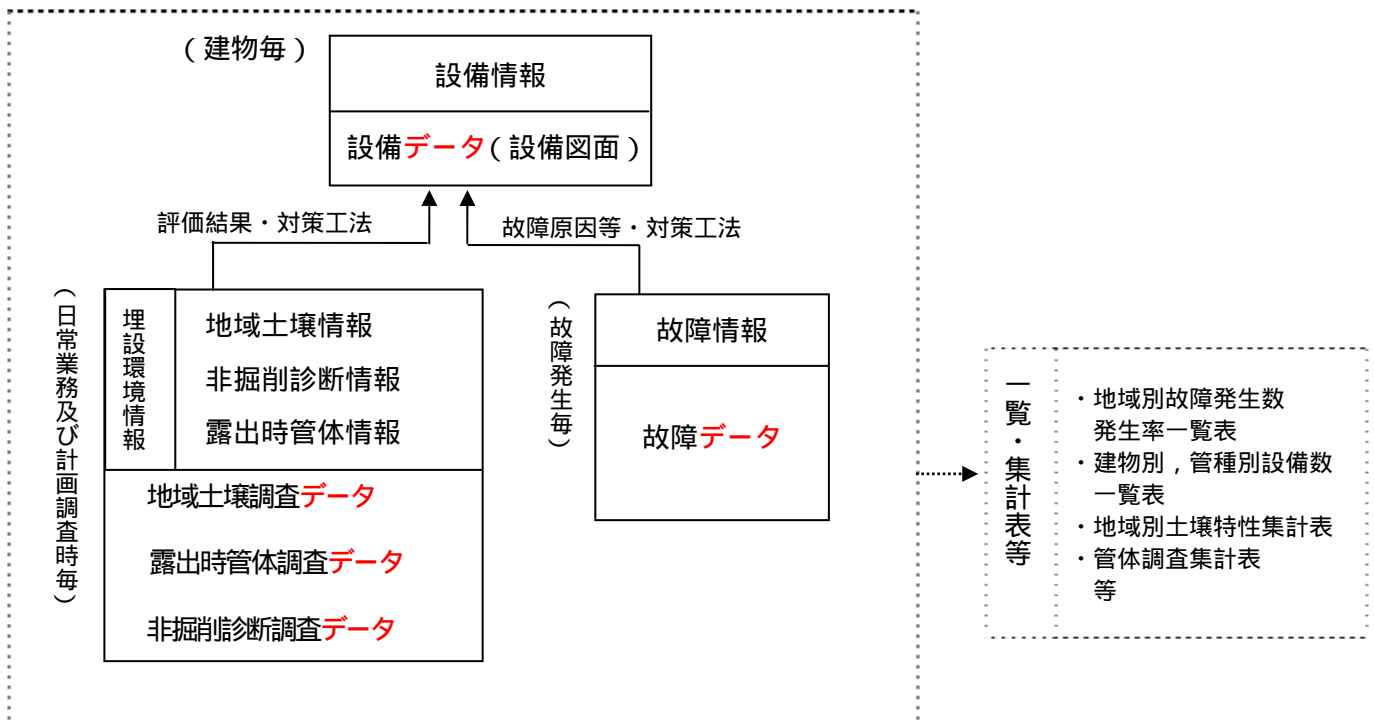 (建物毎)
設備情報
設備データ(設備図面)
評価結果・対策工法
故障原因等・対策工法
(日常業務及び計画調査時毎)
埋設環境情報
地域土壌情報
非掘削診断情報
露出時管体情報
地域土壌調査データ
露出時管体調査データ
非掘削診断調査データ
(故障発生毎)
故障情報
故障データ
一覧・集計表等
・地域別故障発生数
発生率一覧表
・建物別,管種別設備数
一覧表
・地域別土壌特性集計表
・管体調査集計表
等